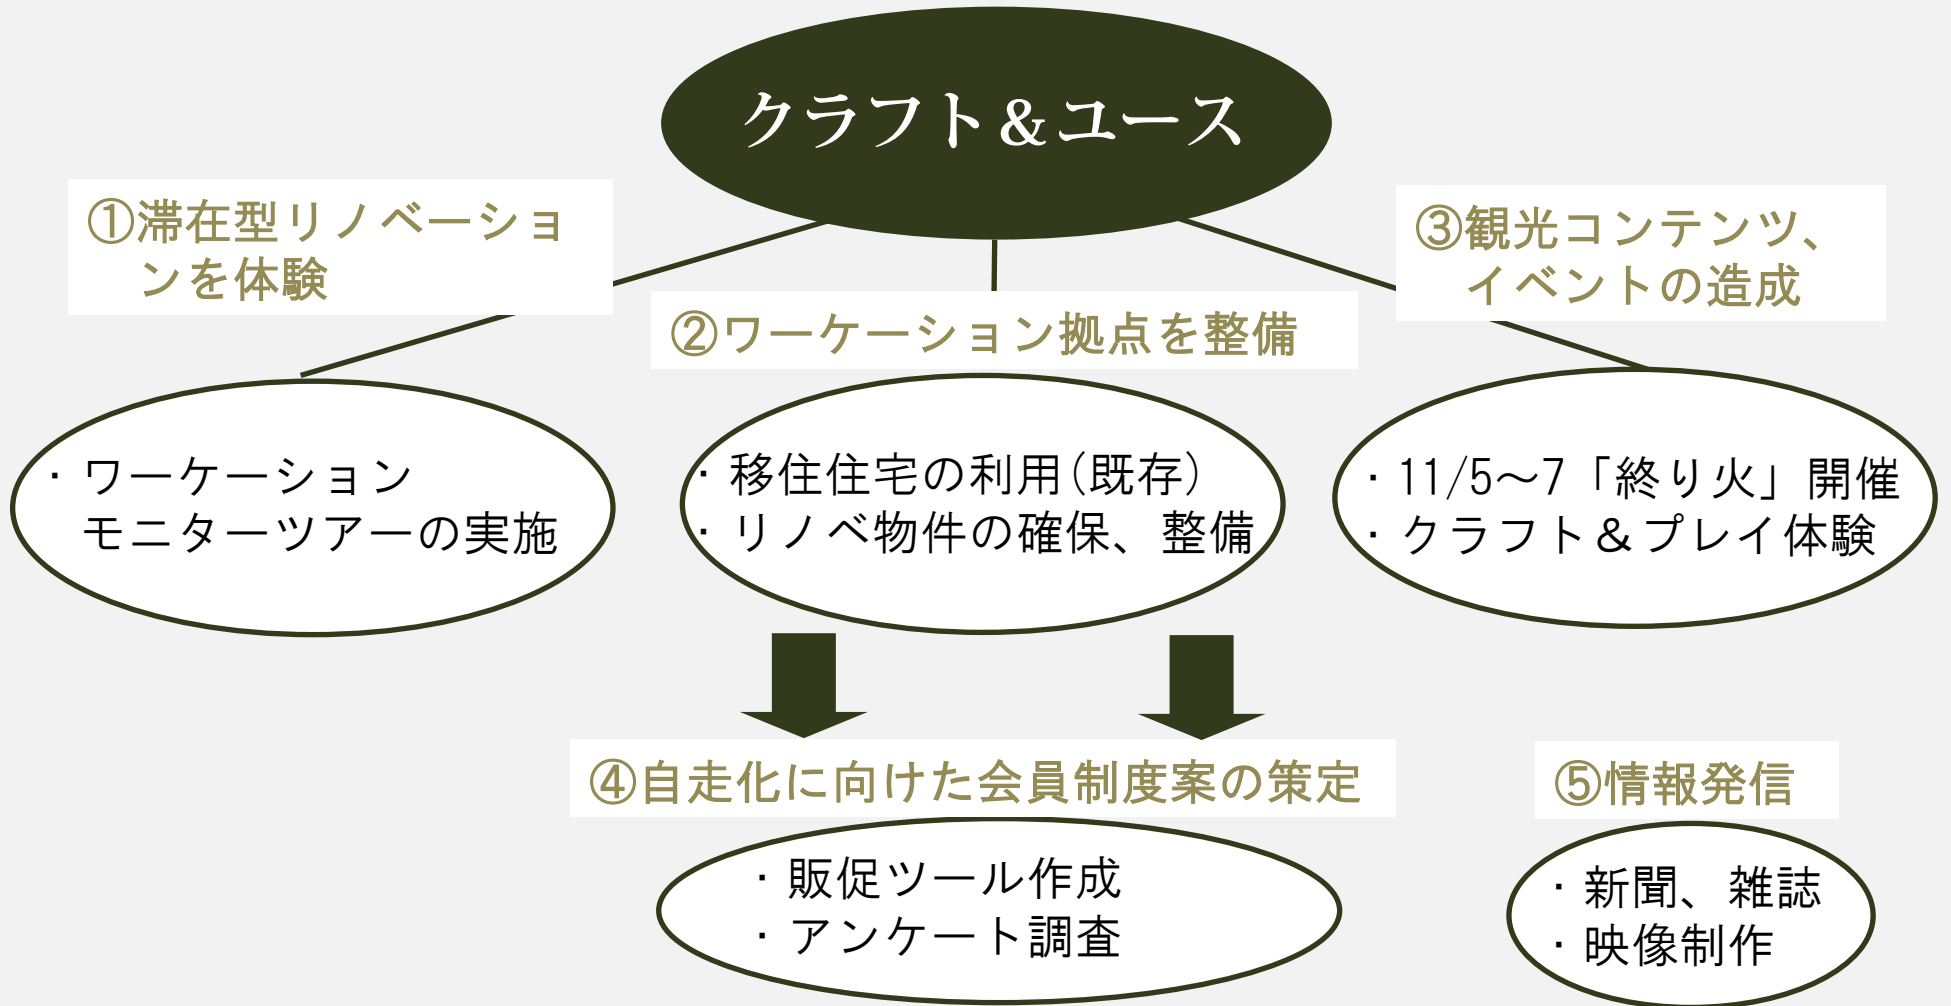 クラフト&ユース
①滞在型リノベーショ
ンを体験
②ワーケーション拠点を整備
③観光コンテンツ、
イベントの造成
・ワーケーション
モニターツアーの実施
・移住住宅の利用(既存)
・リノベ物件の確保、整備
・11/5～7「終り火」開催
・クラフト&プレイ体験
④自走化に向けた会員制度案の策定
・販促ツール作成
・アンケート調査
⑤情報発信
・新聞、雑誌
・映像制作